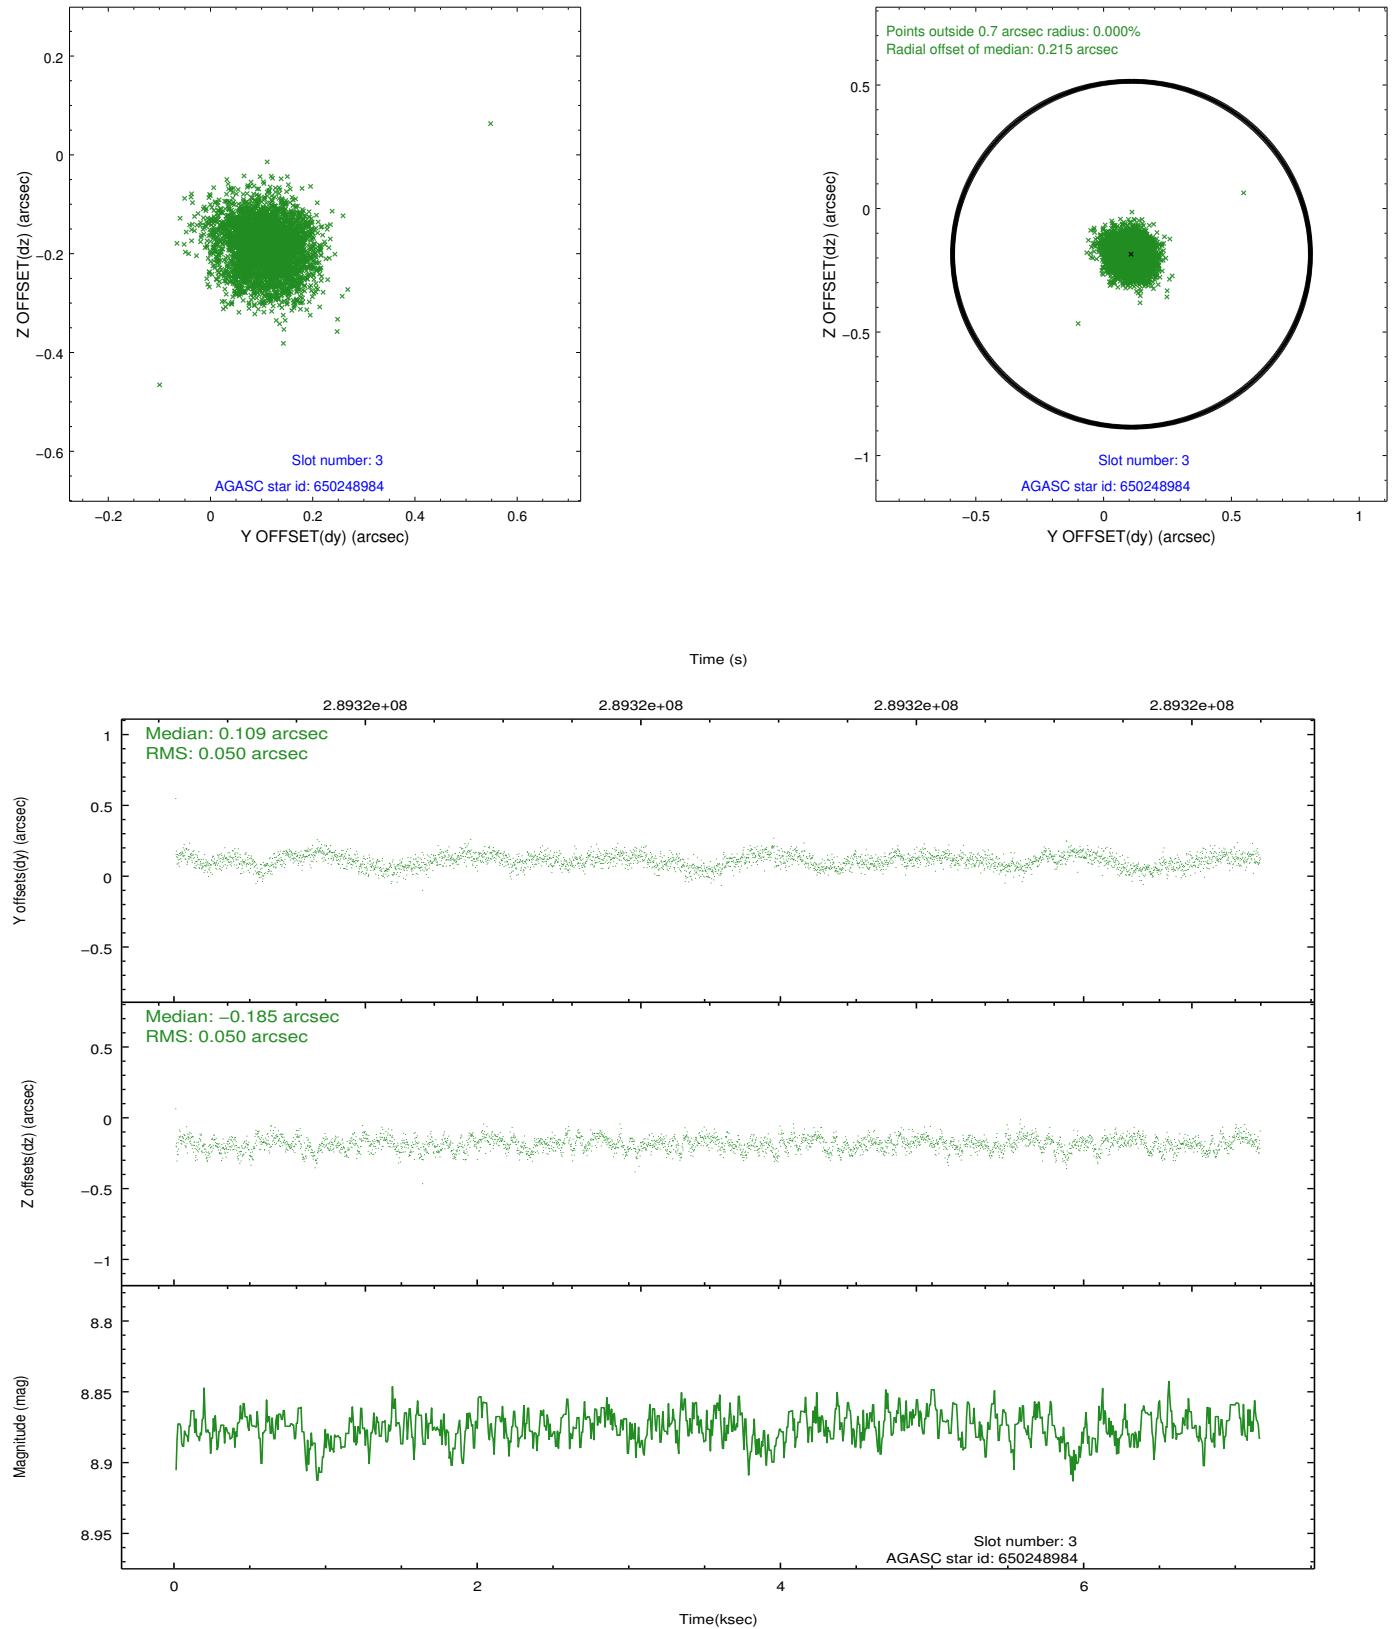 0.2
0
−0.2
−0.4
−0.6
Z OFFSET(dz) (arcsec)
Slot number: 3
AGASC star id: 650248984
−0.2
0
0.2
0.4
0.6
Y OFFSET(dy) (arcsec)
Points outside 0.7 arcsec radius: 0.000%
Radial offset of median: 0.215 arcsec
0.5
0
−0.5
−1
Z OFFSET(dz) (arcsec)
Slot number: 3
AGASC star id: 650248984
−0.5
0
0.5
1
Y OFFSET(dy) (arcsec)
Time (s)
2.8932e+08
2.8932e+08
2.8932e+08
2.8932e+08
Median: 0.109 arcsec
RMS: 0.050 arcsec
1
0.5
0
−0.5
Y offsets(dy) (arcsec)
Median: −0.185 arcsec
RMS: 0.050 arcsec
0.5
0
−0.5
−1
Z offsets(dz) (arcsec)
8.8
8.85
8.9
8.95
Magnitude (mag)
Slot number: 3
AGASC star id: 650248984
0
2
4
6
Time(ksec)